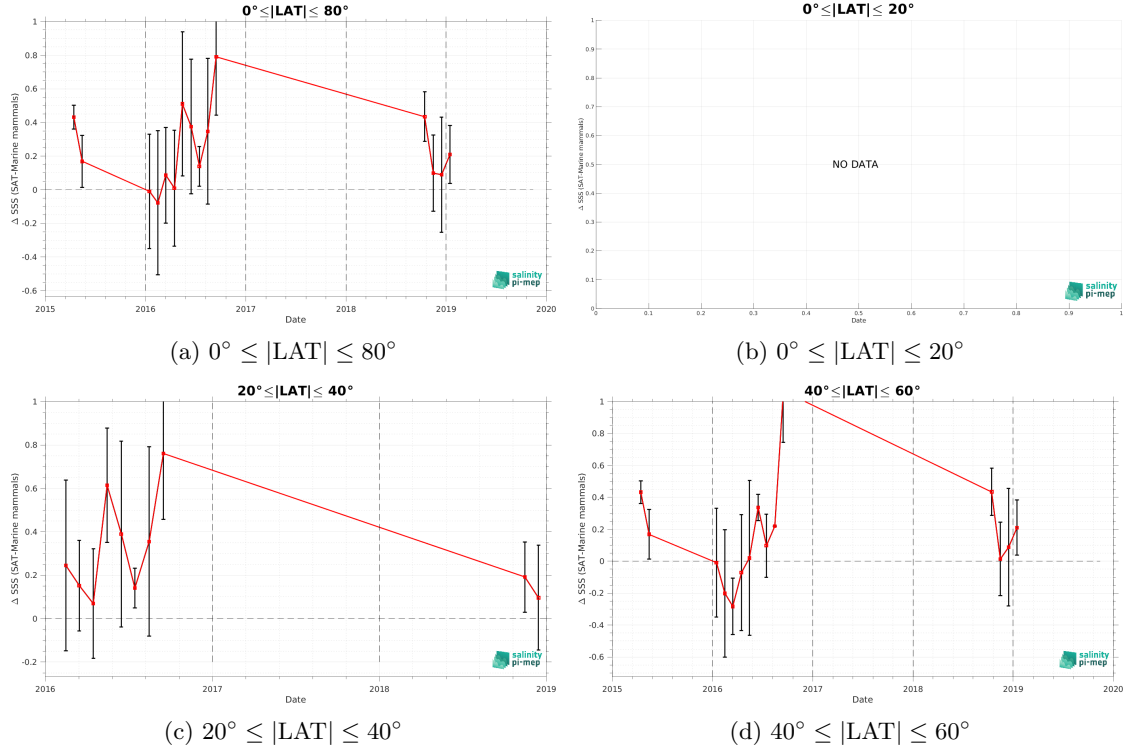 0°≤|LAT|≤ 80°
Δ SSS (SAT-Marine mammals)
1
0.8
0.6
0.4
0.2
0
-0.2
-0.4
-0.6
2015 2016 2017 2018 2019 2020
Date
salinity
pi-mep
(a) 0° ≤ |LAT| ≤ 80°
0°≤|LAT|≤ 20°
Δ SSS (SAT-Marine mammals)
1
0.9
0.8
0.7
0.6
0.5
0.4
0.3
0.2
0.1
0
NO DATA
0 0.1 0.2 0.3 0.4 0.5 0.6 0.7 0.8 0.9 1
Date
salinity
pi-mep
(b) 0° ≤ |LAT| ≤ 20°
20°≤|LAT|≤ 40°
Δ SSS (SAT-Marine mammals)
1
0.8
0.6
0.4
0.2
0
-0.2
2016 2017 2018 2019
Date
salinity
pi-mep
(c) 20° ≤ |LAT| ≤ 40°
40°≤|LAT|≤ 60°
Δ SSS (SAT-Marine mammals)
1
0.8
0.6
0.4
0.2
0
-0.2
-0.4
-0.6
2015 2016 2017 2018 2019 2020
Date
salinity
pi-mep
(d) 40° ≤ |LAT| ≤ 60°